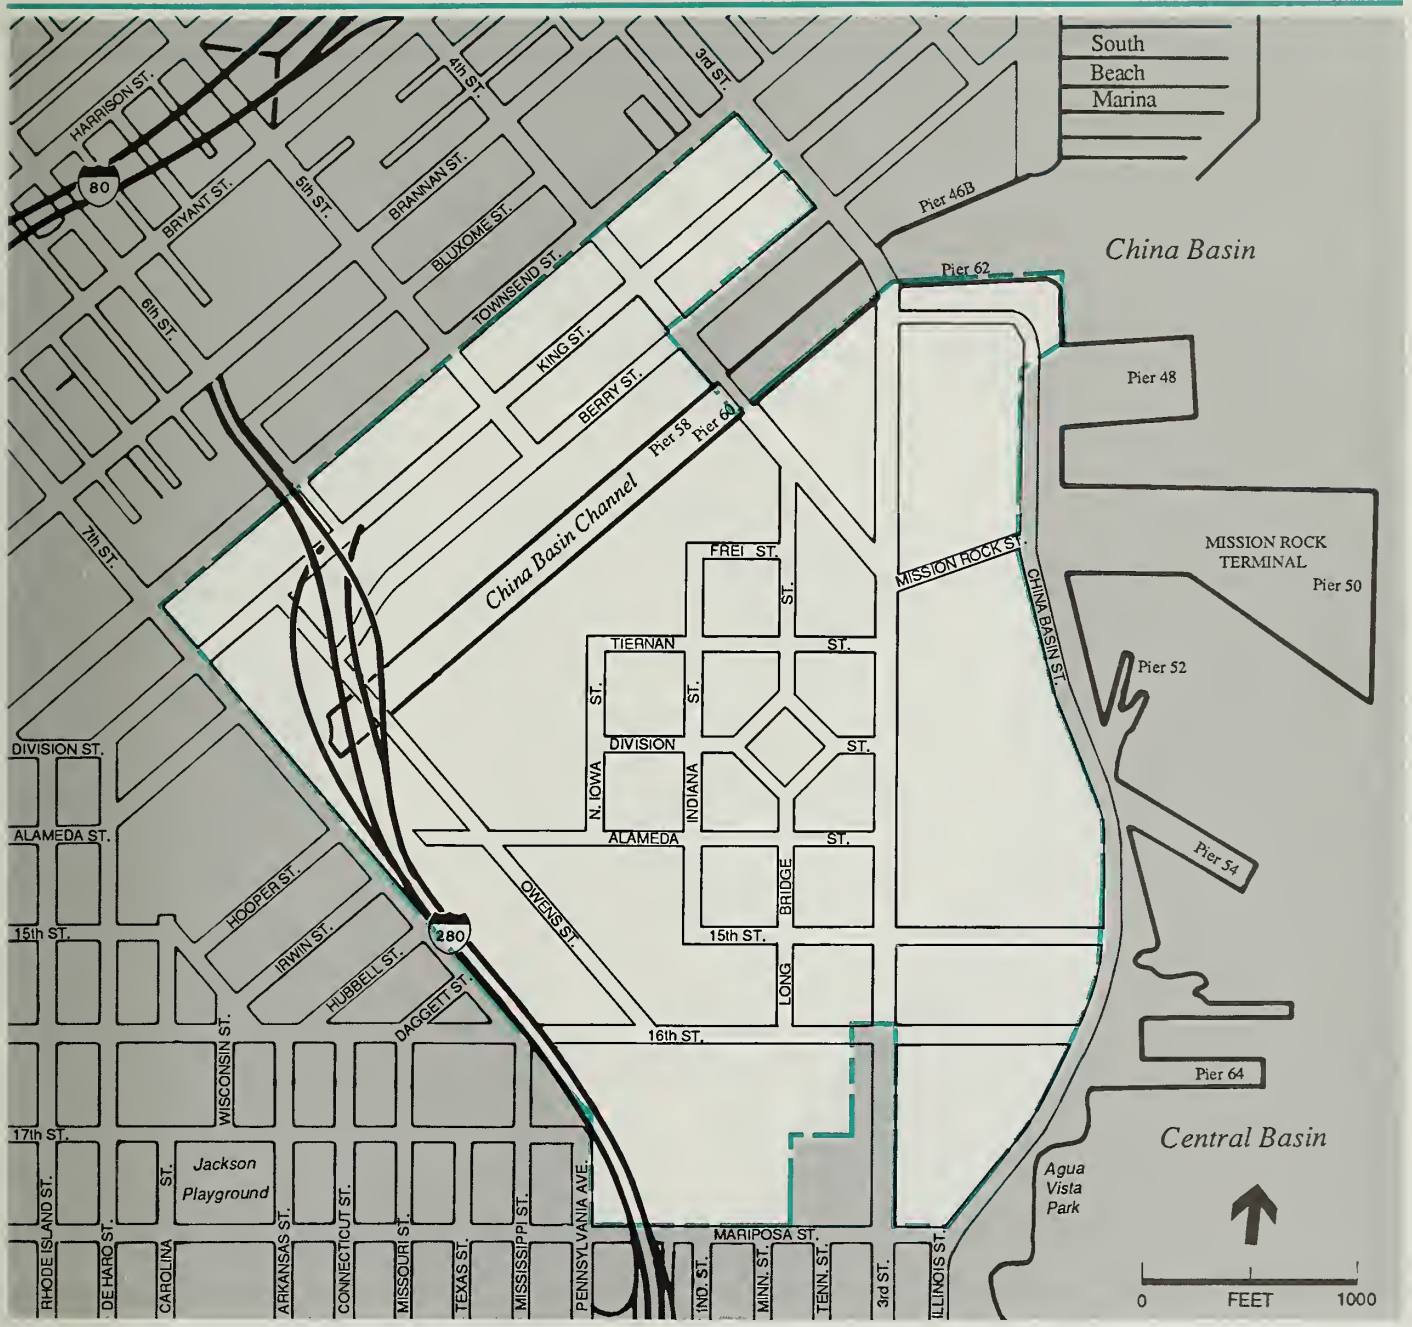 South
Beach
Marina
3rd ST.
4th ST.
HARRISON ST.
80
5th ST.
BRYANT ST.
BRANNAN ST.
BLUXOME ST.
TOWNSEND ST.
6th ST.
Pier 46B
China Basin
Pier 62
KING ST.
BERRY ST.
Pier 48
Pier 58
Pier 60
China Basin Channel
7th ST.
FREI ST.
MISSION ROCK ST.
MISSION ROCK
TERMINAL
Pier 50
CHINA BASIN ST.
ST.
TIERNAN ST.
Pier 52
ST.
ST.
DIVISION ST.
DIVISION ST.
N. IOWA
INDIANA
ALAMEDA ST.
ALAMEDA ST.
Pier 54
HOOPER ST.
OWENS ST.
BRIDGE
15th ST.
280
15th ST.
IRWIN ST.
HUBBELL ST.
LONG
DAGGETT ST.
16th ST.
WISCONSIN ST.
Pier 64
17th ST.
Central Basin
Jackson
Playground
Agua
Vista
Park
MARIPOSA ST.
RHODE ISLAND ST.
DE HARO ST.
CAROLINA ST.
ARKANSAS ST.
CONNECTICUT ST.
MISSOURI ST.
TEXAS ST.
MISSISSIPPI ST.
PENNSYLVANIA AVE.
IND. ST.
MINN. ST.
TENN. ST.
3rd ST.
ILLINOIS ST.
0 FEET 1000